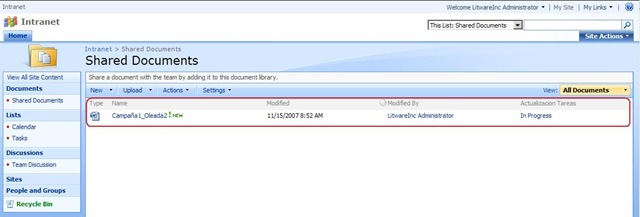 Intranet
Welcome LitwareInc Administrator | My Site | My Links
Intranet
This List: Shared Documents
Home
Site Actions
Intranet > Shared Documents
Shared Documents
View All Site Content
Documents
Shared Documents
Lists
Calendar
Tasks
Discussions
Team Discussion
Sites
People and Groups
Recycle Bin
Share a document with the team by adding it to this document library.
New Upload Actions Settings View: All Documents
Type Name Modified Modified By Actualizacion Tareas
Campaña1_Oleada2 ! NEW 11/15/2007 8:52 AM LitwareInc Administrator In Progress